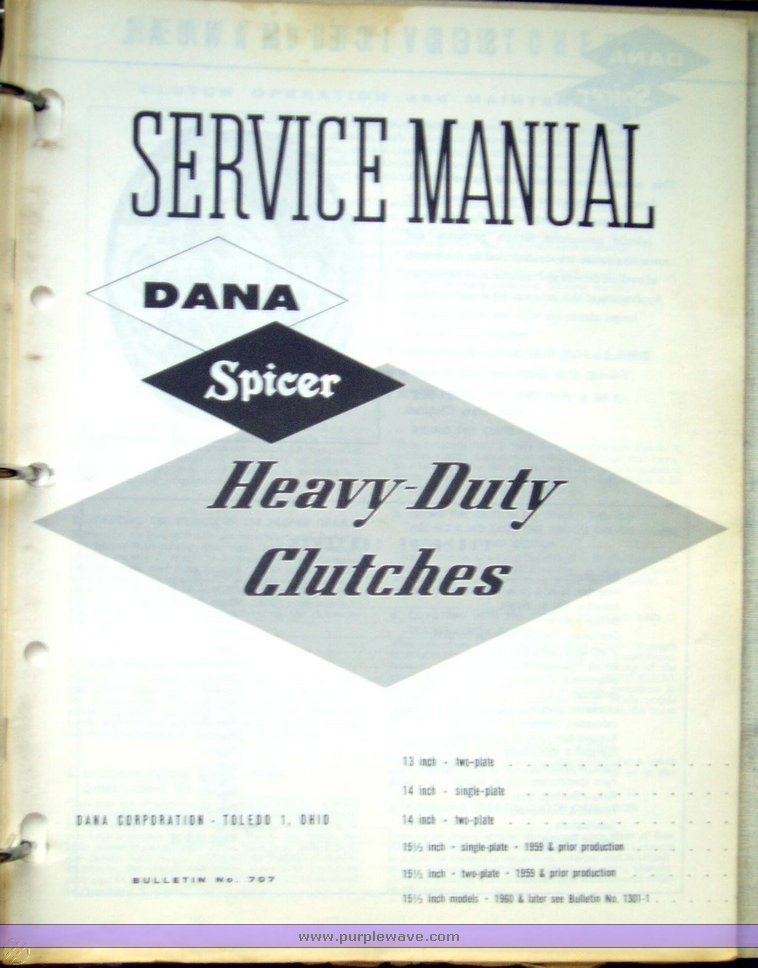 SERVICE MANUAL
DANA
Spicer
Heavy-Duty
Clutches
13 inch - two-plate
14 inch - single-plate
14 inch - two-plate
15½ inch - single-plate - 1959 & prior production
15½ inch - two-plate - 1959 & prior production
15½ inch models - 1960 & later see Bulletin No. 1301-1
DANA CORPORATION - TOLEDO 1, OHIO
BULLETIN No. 707
www.purplewave.com